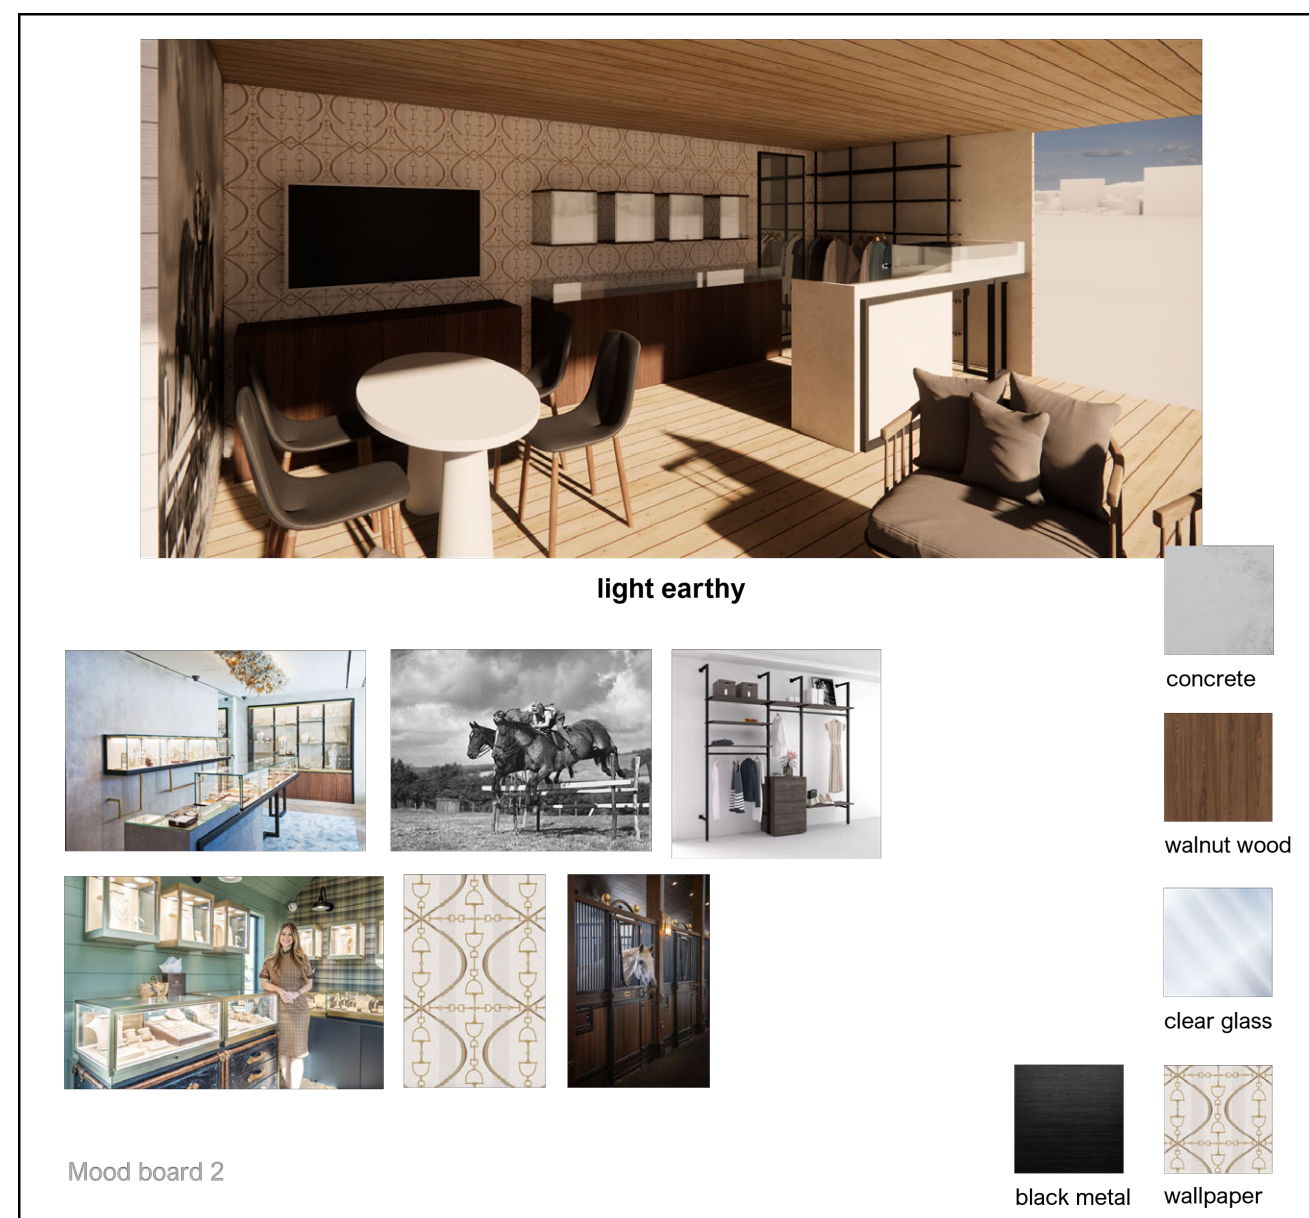 light earthy
concrete
walnut wood
clear glass
black metal
wallpaper
Mood board 2